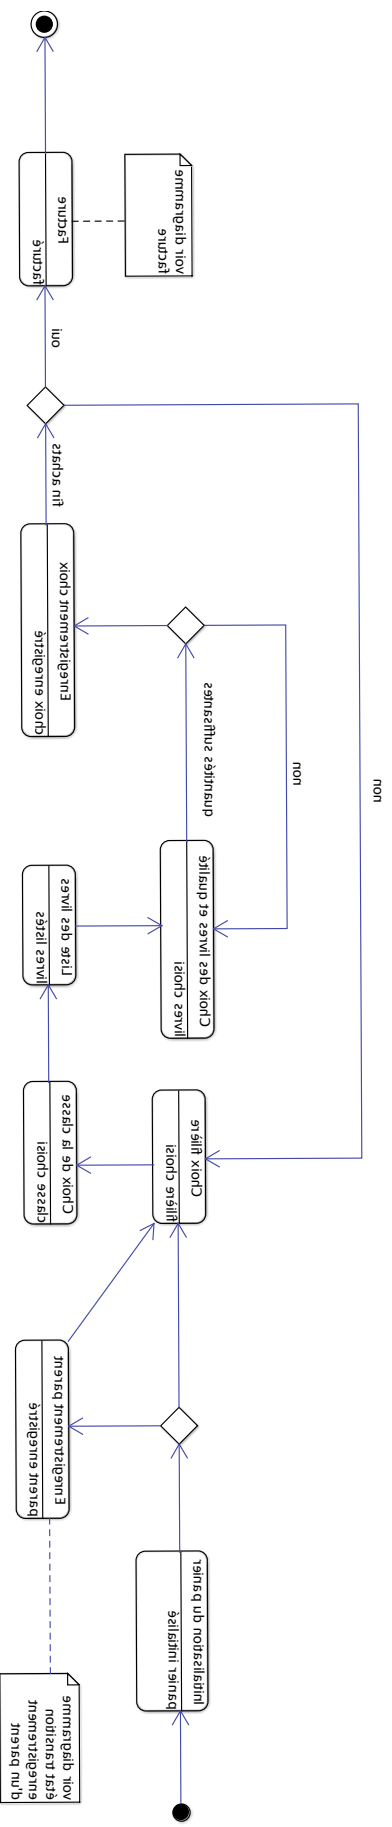 Facture
facturé
voir diagramme
facture
oui
fin achats
Enregistrement choix
choix enregistré
quantités suffisantes
non
non
Liste des livres
livres listés
Choix des livres et qualité
livres choisi
Choix de la classe
classe choisi
Choix filière
filière choisi
Enregistrement parent
parent enregistré
Initialisation du panier
panier initialisé
voir diagramme
état transition
enregistrement
d'un parent